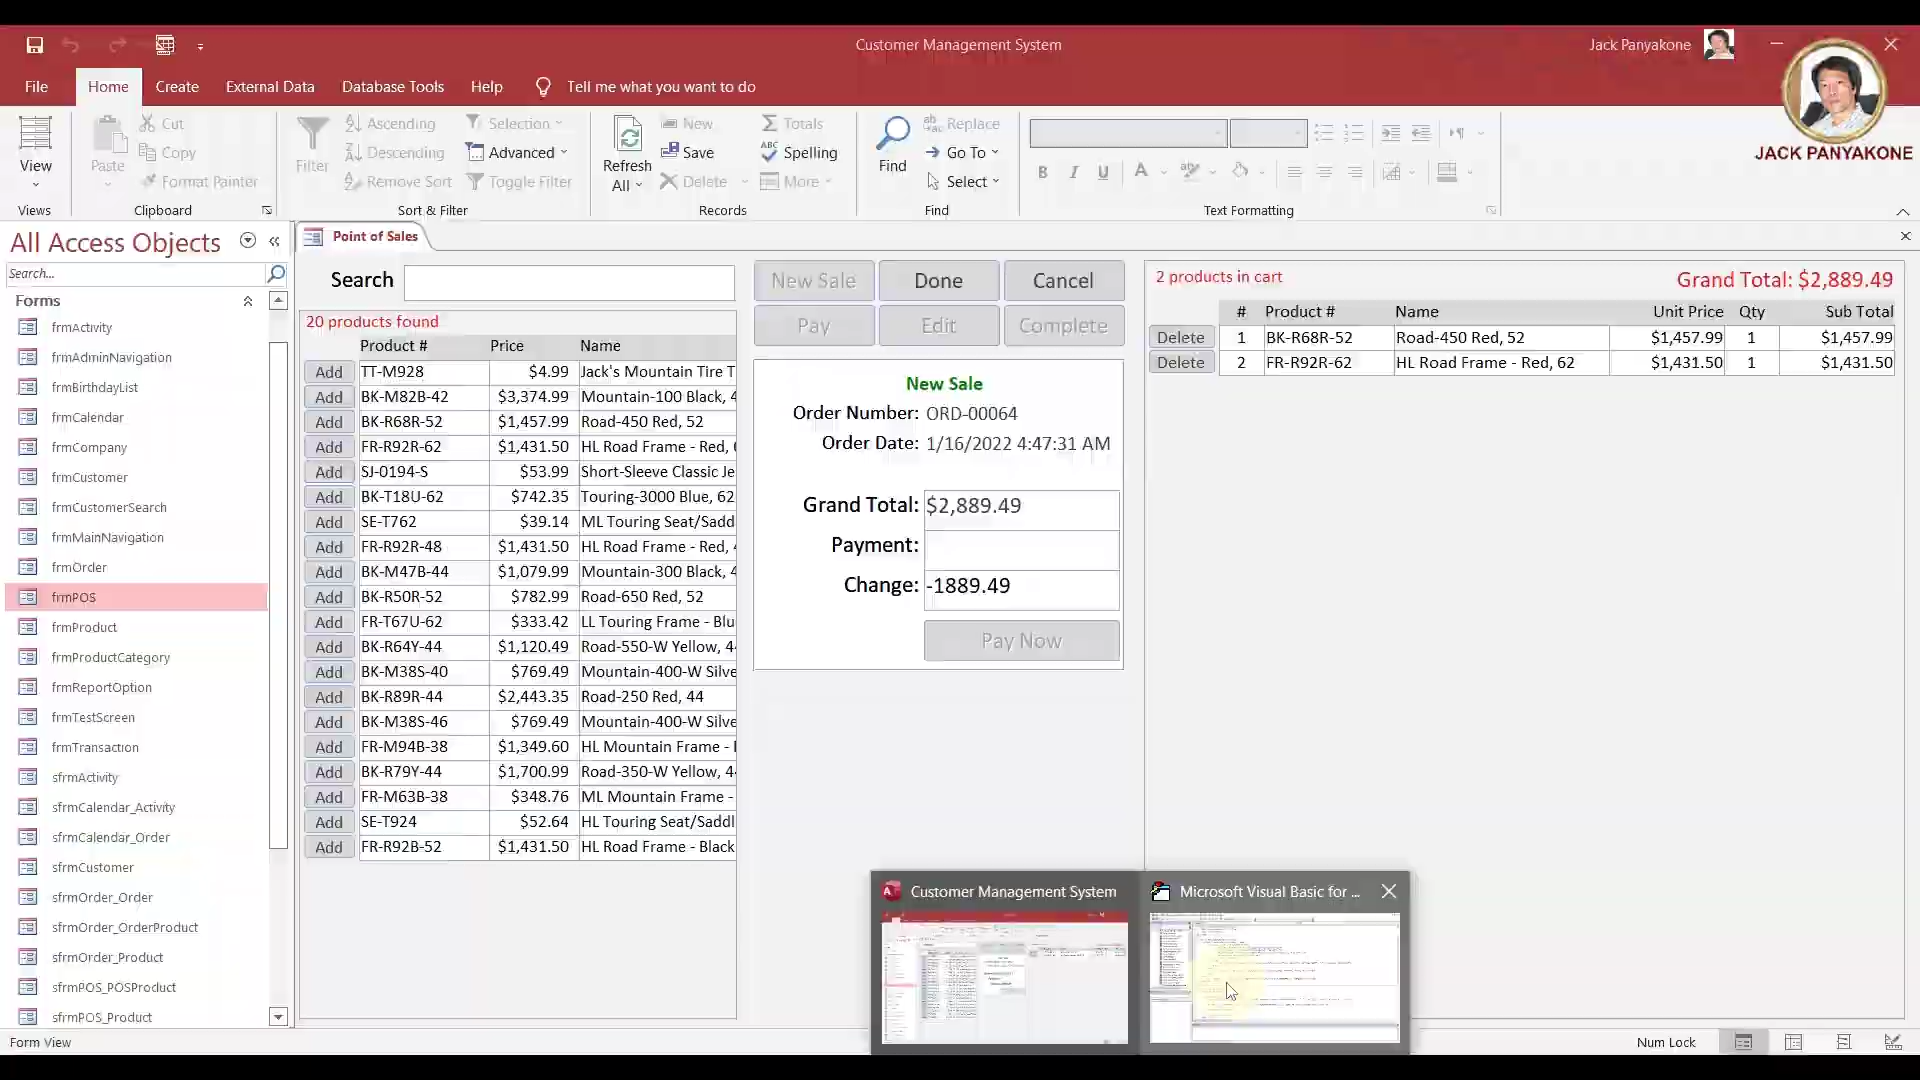 Customer Management System
Jack Panyakone
File
Home
Create
External Data
Database Tools
Help
Tell me what you want to do
JACK PANYAKONE
View
Views
Paste
Cut
Copy
Format Painter
Clipboard
Filter
Ascending
Descending
Remove Sort
Selection
Advanced
Toggle Filter
Sort & Filter
Refresh
All
New
Save
Delete
Totals
Spelling
More
Records
Find
Replace
Go To
Select
Find
B I U A
Text Formatting
All Access Objects
Search...
Forms
frmActivity
frmAdminNavigation
frmBirthdayList
frmCalendar
frmCompany
frmCustomer
frmCustomerSearch
frmMainNavigation
frmOrder
frmPOS
frmProduct
frmProductCategory
frmReportOption
frmTestScreen
frmTransaction
sfrmActivity
sfrmCalendar_Activity
sfrmCalendar_Order
sfrmCustomer
sfrmOrder_Order
sfrmOrder_OrderProduct
sfrmOrder_Product
sfrmPOS_POSProduct
sfrmPOS_Product
Point of Sales
Search
20 products found
Product # Price Name
Add TT-M928 $4.99 Jack's Mountain Tire T
Add BK-M82B-42 $3,374.99 Mountain-100 Black, 4
Add BK-R68R-52 $1,457.99 Road-450 Red, 52
Add FR-R92R-62 $1,431.50 HL Road Frame - Red, 6
Add SJ-0194-S $53.99 Short-Sleeve Classic Je
Add BK-T18U-62 $742.35 Touring-3000 Blue, 62
Add SE-T762 $39.14 ML Touring Seat/Sadd
Add FR-R92R-48 $1,431.50 HL Road Frame - Red, 4
Add BK-M47B-44 $1,079.99 Mountain-300 Black, 4
Add BK-R50R-52 $782.99 Road-650 Red, 52
Add FR-T67U-62 $333.42 LL Touring Frame - Blu
Add BK-R64Y-44 $1,120.49 Road-550-W Yellow, 4
Add BK-M38S-40 $769.49 Mountain-400-W Silve
Add BK-R89R-44 $2,443.35 Road-250 Red, 44
Add BK-M38S-46 $769.49 Mountain-400-W Silve
Add FR-M94B-38 $1,349.60 HL Mountain Frame -
Add BK-R79Y-44 $1,700.99 Road-350-W Yellow, 44
Add FR-M63B-38 $348.76 ML Mountain Frame -
Add SE-T924 $52.64 HL Touring Seat/Saddl
Add FR-R92B-52 $1,431.50 HL Road Frame - Black
New Sale Done Cancel
Pay Edit Complete
New Sale
Order Number: ORD-00064
Order Date: 1/16/2022 4:47:31 AM
Grand Total: $2,889.49
Payment:
Change: -1889.49
Pay Now
2 products in cart
Grand Total: $2,889.49
# Product # Name Unit Price Qty Sub Total
Delete 1 BK-R68R-52 Road-450 Red, 52 $1,457.99 1 $1,457.99
Delete 2 FR-R92R-62 HL Road Frame - Red, 62 $1,431.50 1 $1,431.50
Customer Management System
Microsoft Visual Basic for ...
Form View
Num Lock